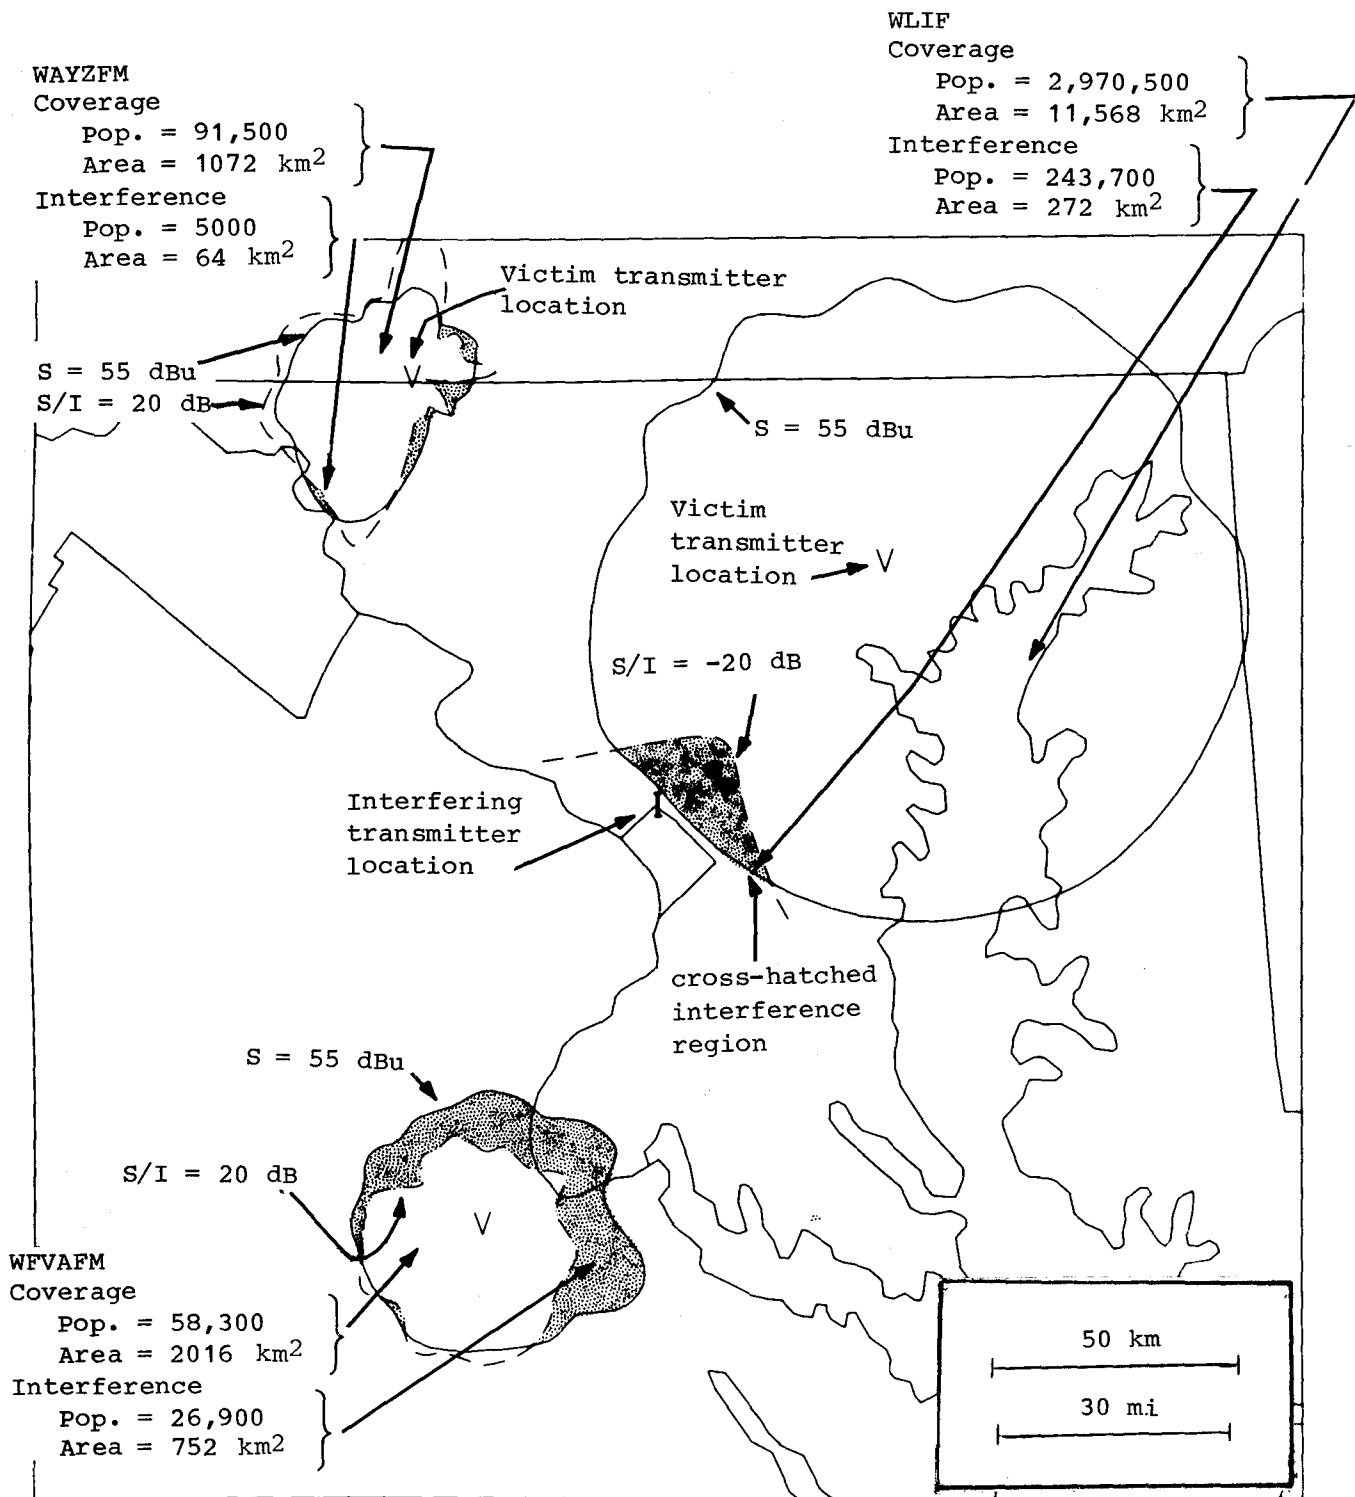 WAYZFM
Coverage
Pop. = 91,500
Area = 1072 km2
Interference
Pop. = 5000
Area = 64 km2
WLIF
Coverage
Pop. = 2,970,500
Area = 11,568 km2
Interference
Pop. = 243,700
Area = 272 km2
Victim transmitter
location
S = 55 dBu
S/I = 20 dB
V
S = 55 dBu
Victim
transmitter
location
V
S/I = -20 dB
Interfering
transmitter
location
I
cross-hatched
interference
region
S = 55 dBu
S/I = 20 dB
V
WFVAFM
Coverage
Pop. = 58,300
Area = 2016 km2
Interference
Pop. = 26,900
Area = 752 km2
50 km
30 mi